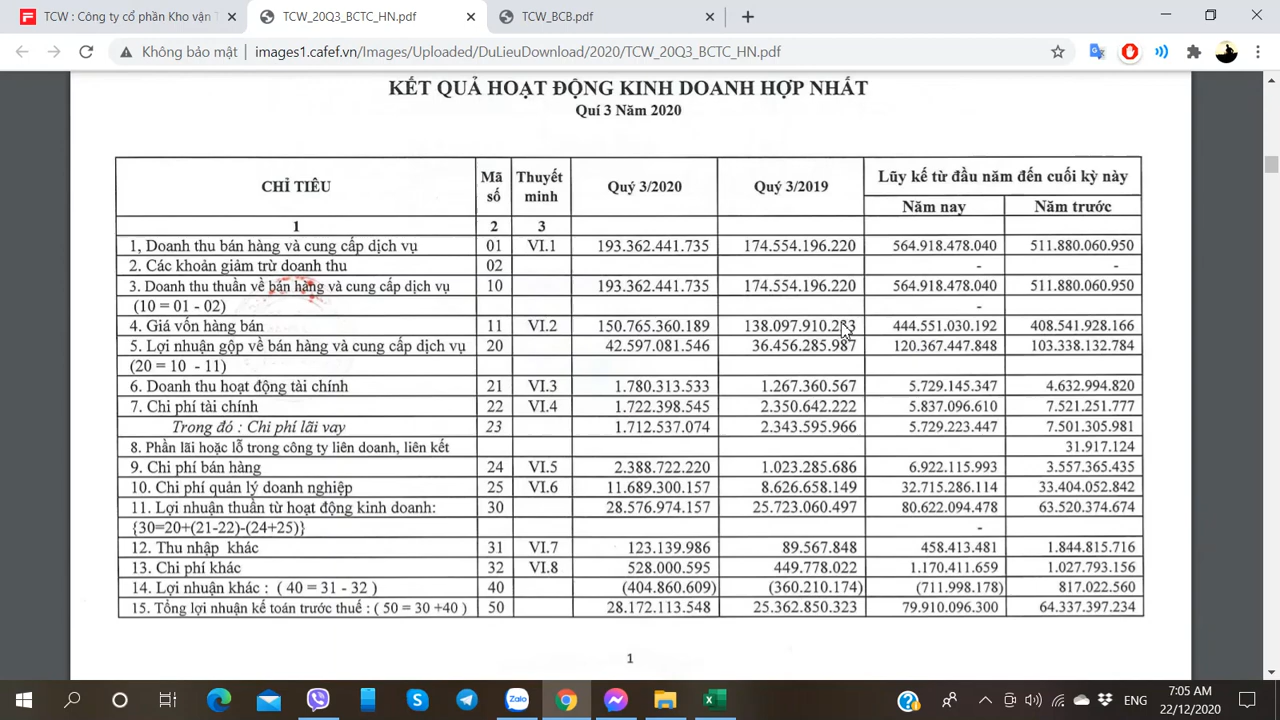 TCW : Công ty cổ phần Kho vận T
TCW_20Q3_BCTC_HN.pdf
TCW_BCB.pdf
Không bảo mật
images1.cafef.vn/Images/Uploaded/DuLieuDownload/2020/TCW_20Q3_BCTC_HN.pdf
KẾT QUẢ HOẠT ĐỘNG KINH DOANH HỢP NHẤT
Quí 3 Năm 2020
CHỈ TIÊU Mã số Thuyết minh Quý 3/2020 Quý 3/2019 Lũy kế từ đầu năm đến cuối kỳ này
Năm nay Năm trước
1 2 3
1, Doanh thu bán hàng và cung cấp dịch vụ 01 VI.1 193.362.441.735 174.554.196.220 564.918.478.040 511.880.060.950
2. Các khoản giảm trừ doanh thu 02 - -
3. Doanh thu thuần về bán hàng và cung cấp dịch vụ 10 193.362.441.735 174.554.196.220 564.918.478.040 511.880.060.950
(10 = 01 - 02) -
4. Giá vốn hàng bán 11 VI.2 150.765.360.189 138.097.910.233 444.551.030.192 408.541.928.166
5. Lợi nhuận gộp về bán hàng và cung cấp dịch vụ 20 42.597.081.546 36.456.285.987 120.367.447.848 103.338.132.784
(20 = 10 - 11)
6. Doanh thu hoạt động tài chính 21 VI.3 1.780.313.533 1.267.360.567 5.729.145.347 4.632.994.820
7. Chi phí tài chính 22 VI.4 1.722.398.545 2.350.642.222 5.837.096.610 7.521.251.777
Trong đó : Chi phí lãi vay 23 1.712.537.074 2.343.595.966 5.729.223.447 7.501.305.981
8. Phần lãi hoặc lỗ trong công ty liên doanh, liên kết 31.917.124
9. Chi phí bán hàng 24 VI.5 2.388.722.220 1.023.285.686 6.922.115.993 3.557.365.435
10. Chi phí quản lý doanh nghiệp 25 VI.6 11.689.300.157 8.626.658.149 32.715.286.114 33.404.052.842
11. Lợi nhuận thuần từ hoạt động kinh doanh: 30 28.576.974.157 25.723.060.497 80.622.094.478 63.520.374.674
{30=20+(21-22)-(24+25)} -
12. Thu nhập khác 31 VI.7 123.139.986 89.567.848 458.413.481 1.844.815.716
13. Chi phí khác 32 VI.8 528.000.595 449.778.022 1.170.411.659 1.027.793.156
14. Lợi nhuận khác : ( 40 = 31 - 32 ) 40 (404.860.609) (360.210.174) (711.998.178) 817.022.560
15. Tổng lợi nhuận kế toán trước thuế : ( 50 = 30 +40 ) 50 28.172.113.548 25.362.850.323 79.910.096.300 64.337.397.234
1
Zalo
ENG
7:05 AM
22/12/2020